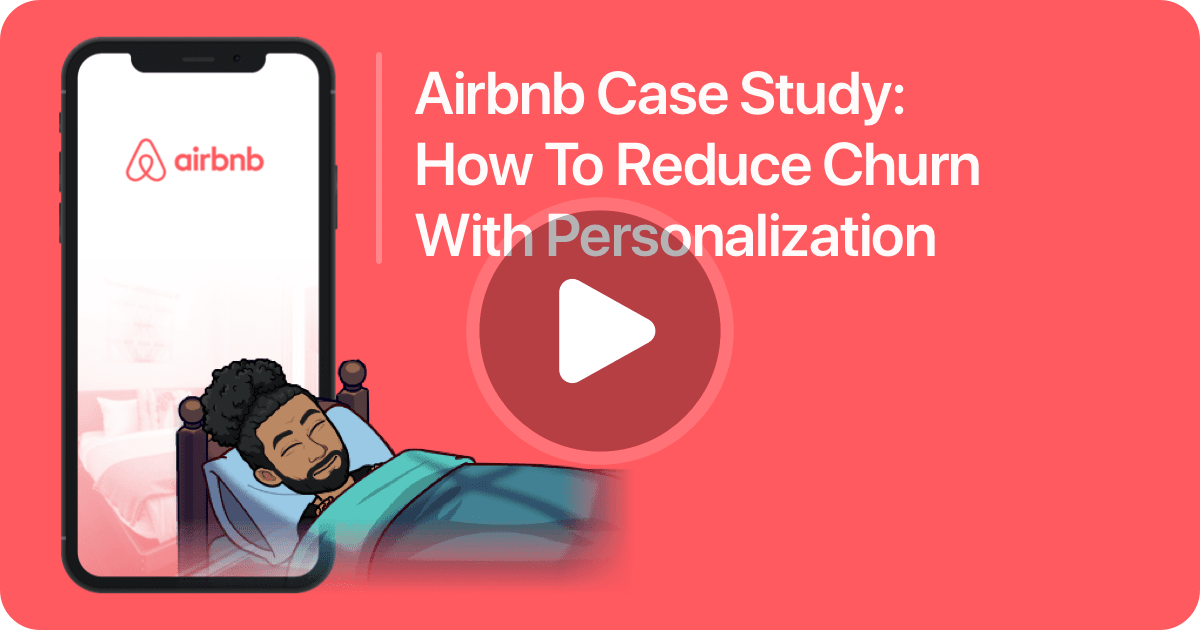 airbnb
Airbnb Case Study:
How To Reduce Churn
With Personalization